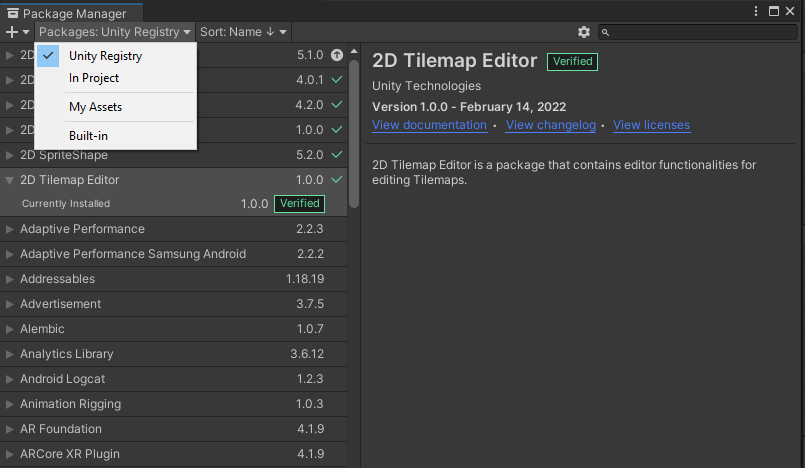 Package Manager
Packages: Unity Registry
Sort: Name ↓
Unity Registry
In Project
My Assets
Built-in
2D 5.1.0
2D 4.0.1
2D 4.2.0
2D 1.0.0
2D SpriteShape 5.2.0
2D Tilemap Editor 1.0.0
Currently Installed 1.0.0 Verified
Adaptive Performance 2.2.3
Adaptive Performance Samsung Android 2.2.2
Addressables 1.18.19
Advertisement 3.7.5
Alembic 1.0.7
Analytics Library 3.6.12
Android Logcat 1.2.3
Animation Rigging 1.0.3
AR Foundation 4.1.9
ARCore XR Plugin 4.1.9
2D Tilemap Editor Verified
Unity Technologies
Version 1.0.0 - February 14, 2022
View documentation • View changelog • View licenses
2D Tilemap Editor is a package that contains editor functionalities for
editing Tilemaps.